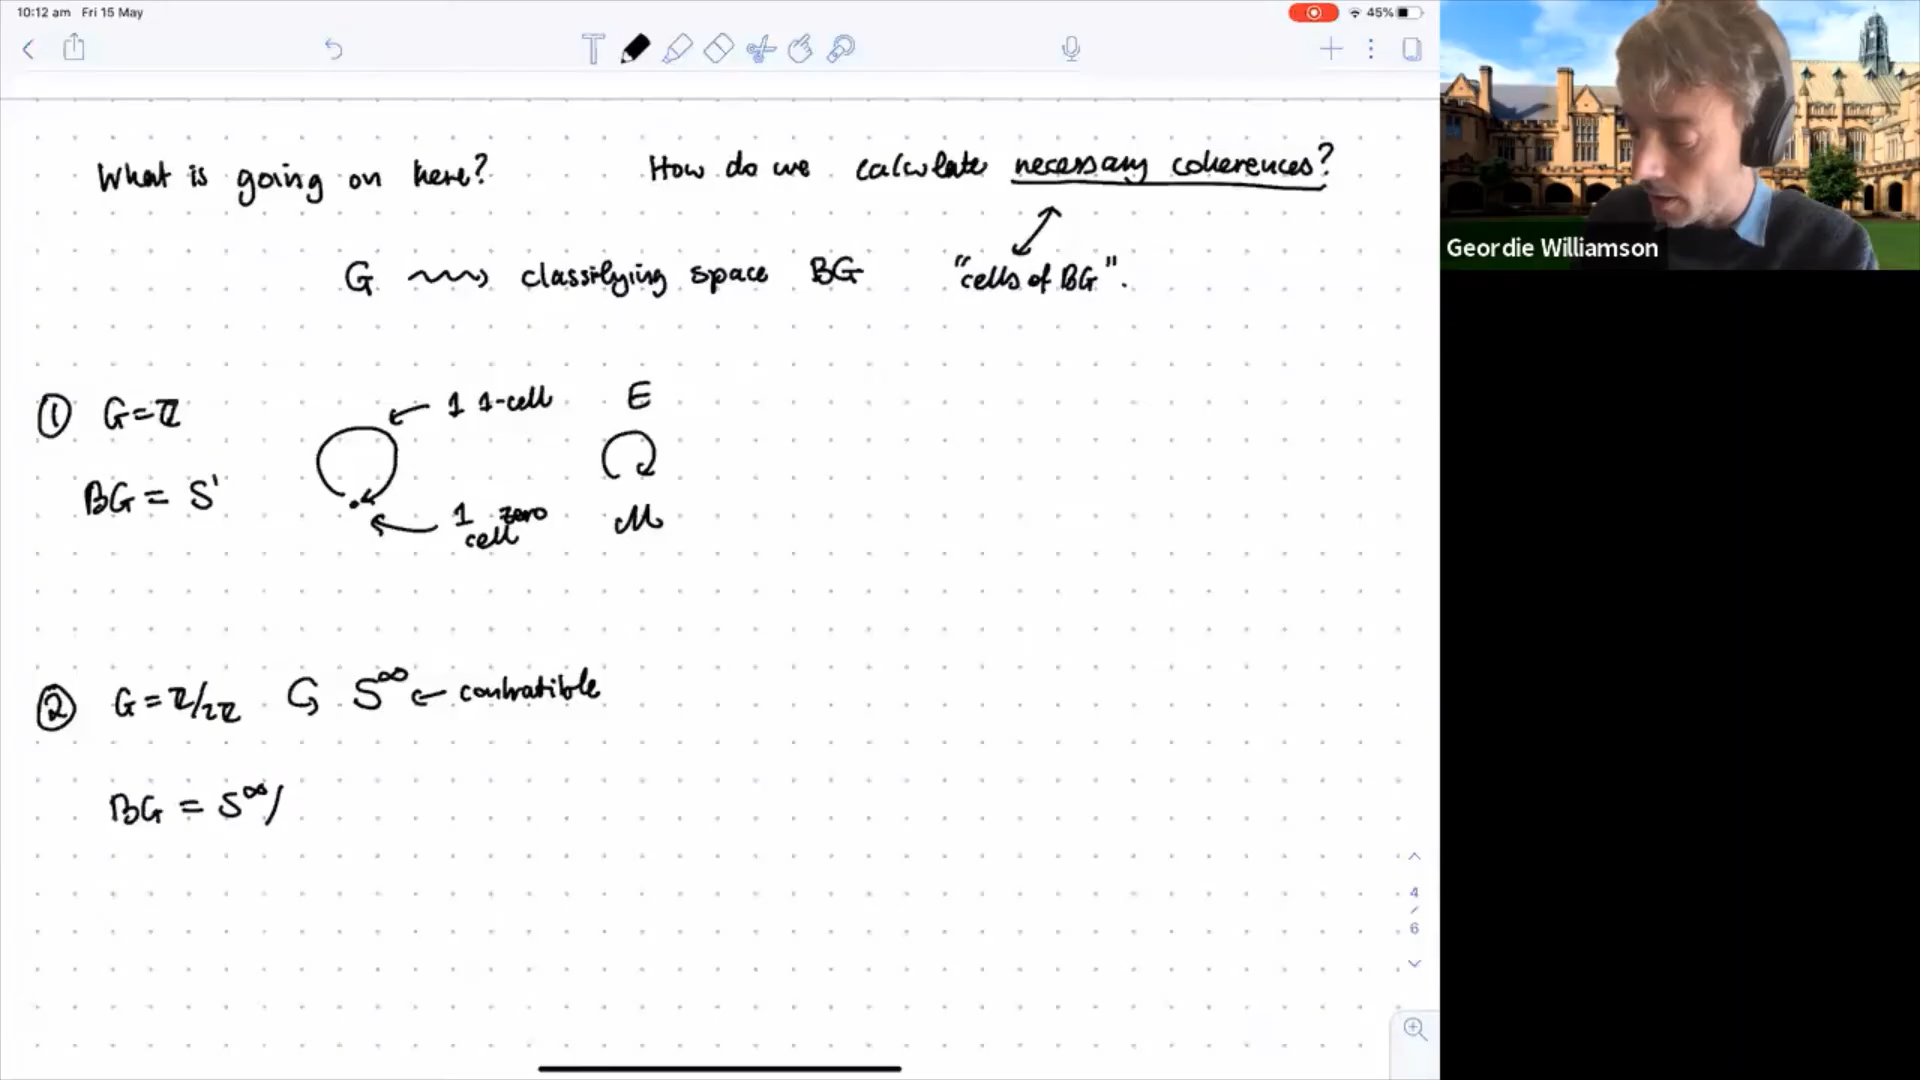 10:12 am Fri 15 May
45%
What is going on here? How do we calculate necessary coherences?
G ⇝ classifying space BG "cells of BG".
① G=ℤ
1 1-cell
E
BG = S¹
1 zero cell
M
② G=ℤ/2ℤ S^∞ ← contratible
BG = S^∞/
4
/
6
Geordie Williamson